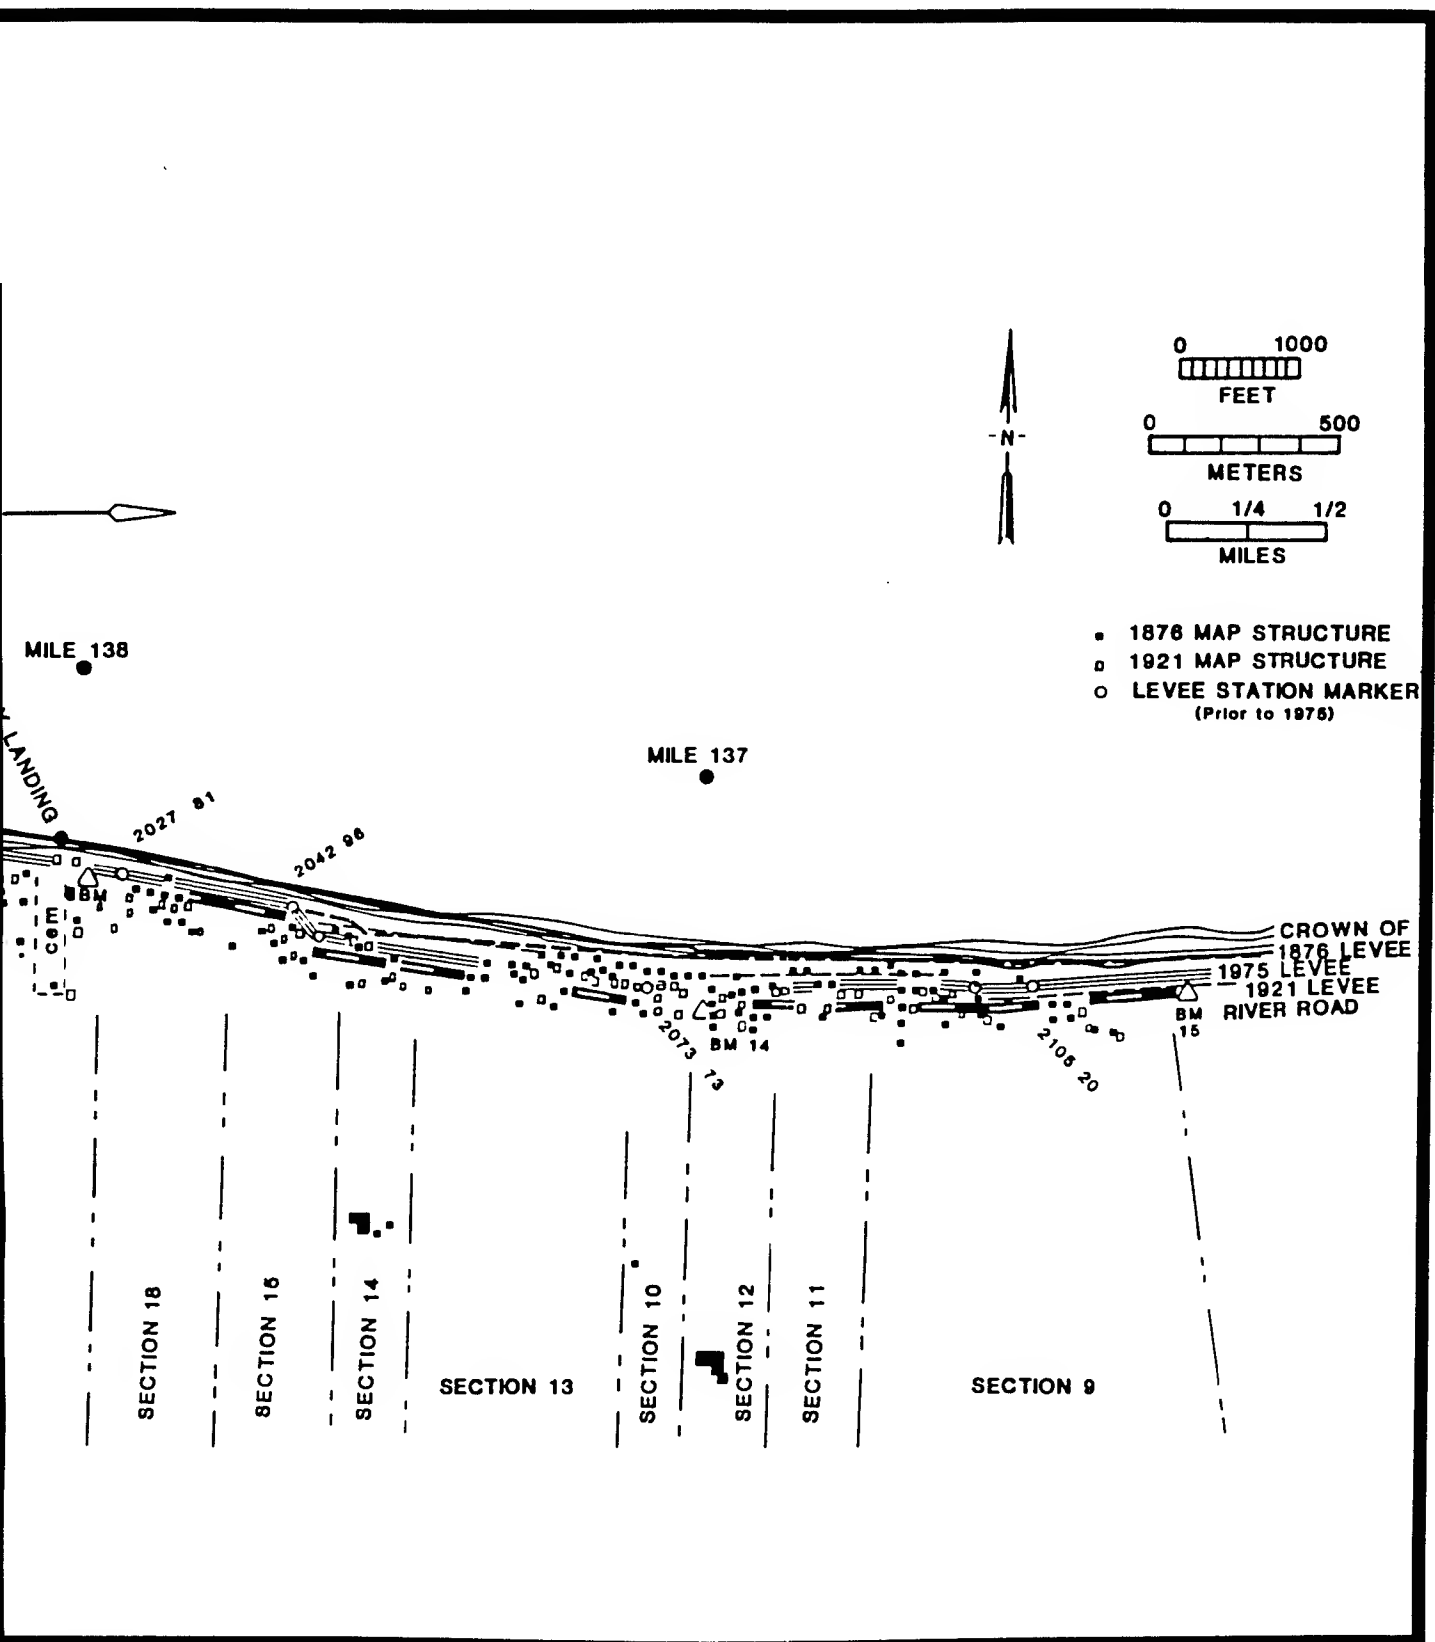 0 1000
FEET
0 500
METERS
0 1/4 1/2
MILES
-N-
1876 MAP STRUCTURE
1921 MAP STRUCTURE
LEVEE STATION MARKER
(Prior to 1975)
MILE 138
MILE 137
LANDING
2027 81
2042 96
BM
cem
CROWN OF
1876 LEVEE
1975 LEVEE
1921 LEVEE
RIVER ROAD
BM
15
2073 73
BM 14
2105 20
SECTION 18
SECTION 15
SECTION 14
SECTION 13
SECTION 10
SECTION 12
SECTION 11
SECTION 9